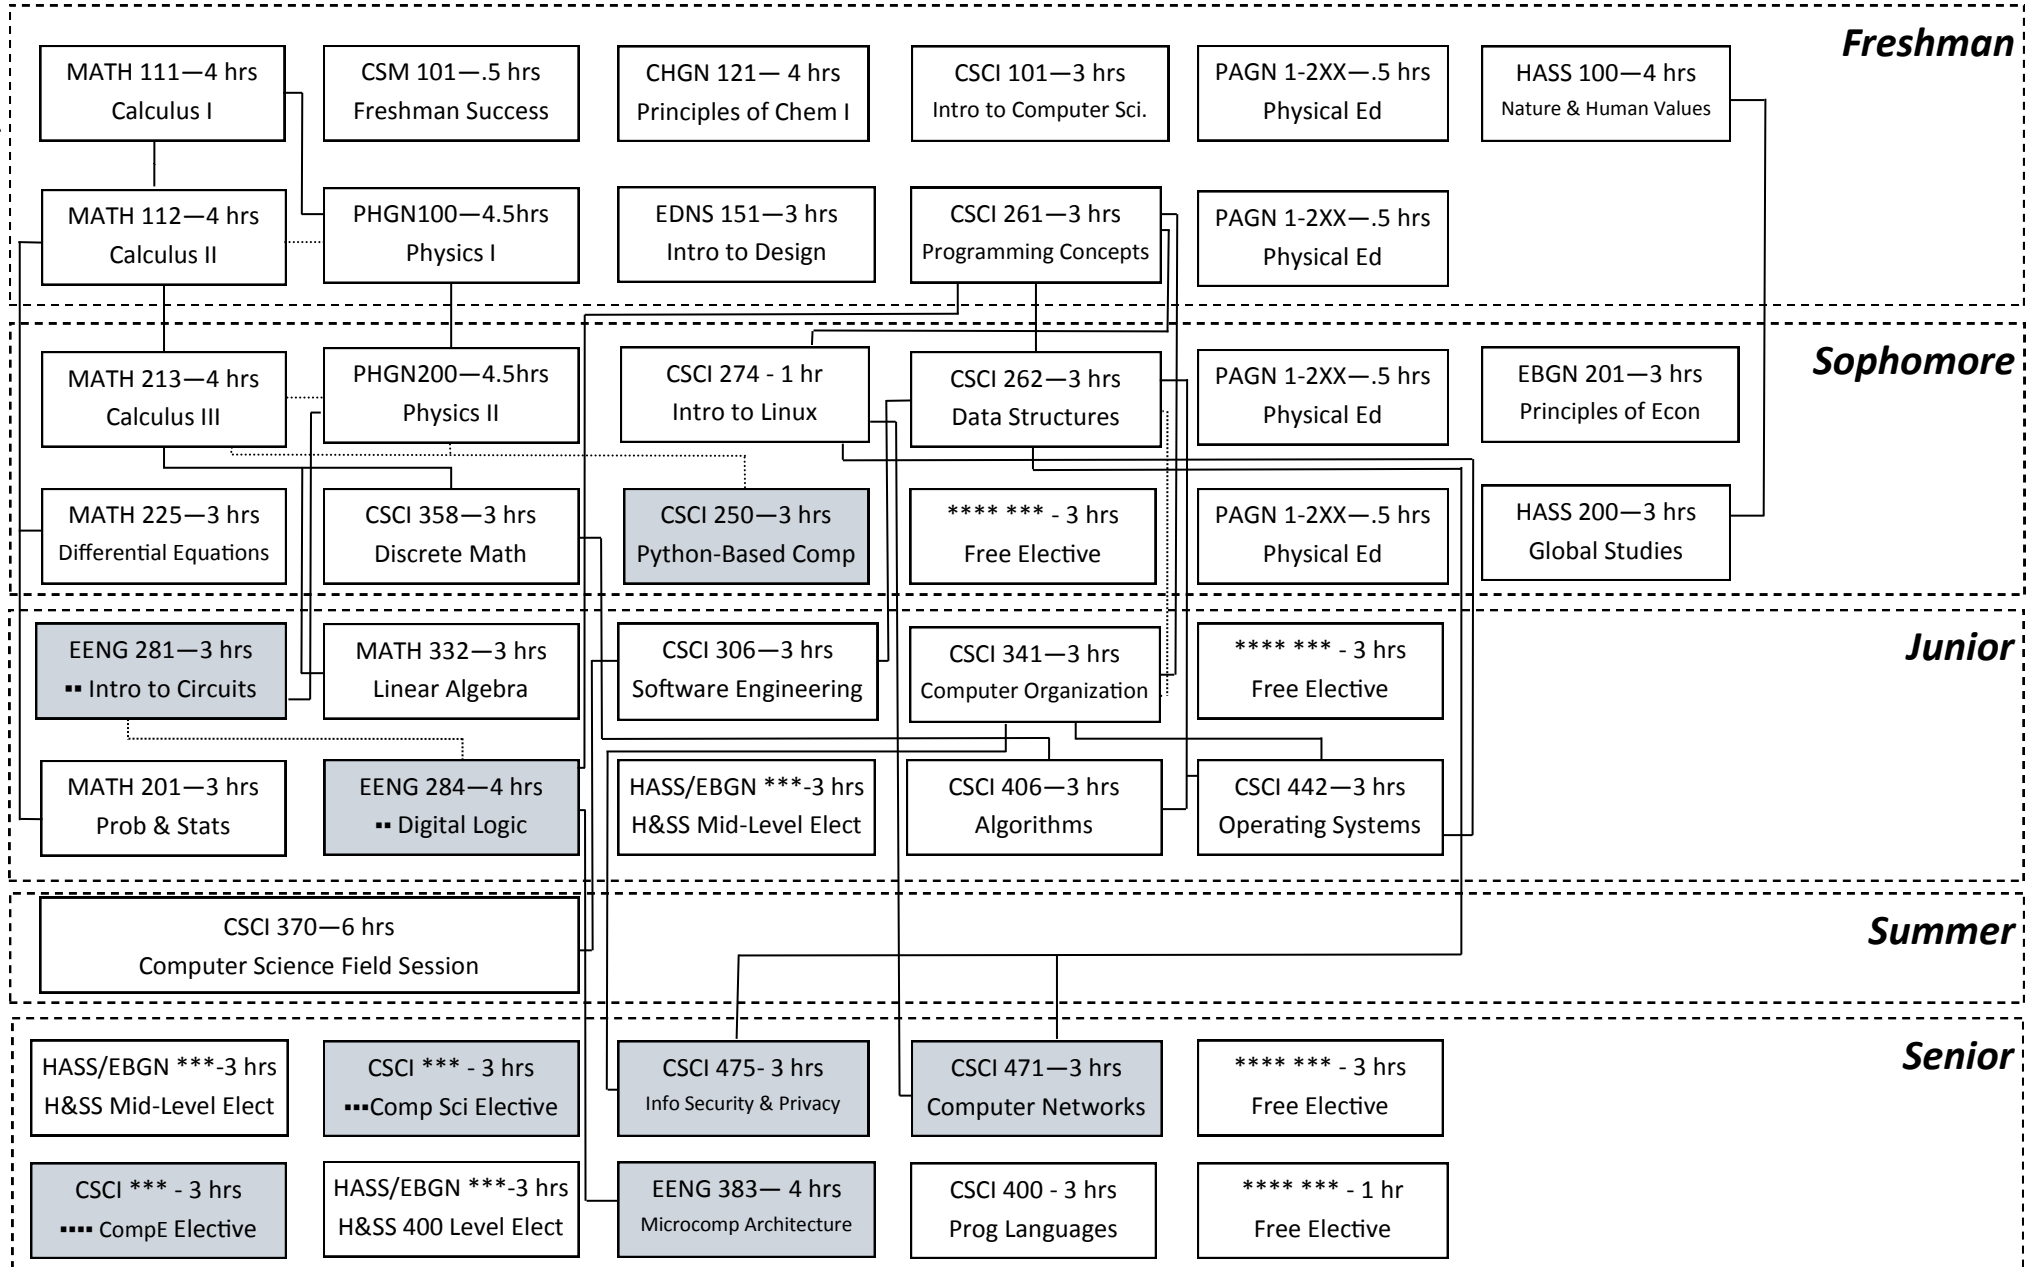 Freshman
MATH 111—4 hrs
Calculus I
CSM 101—.5 hrs
Freshman Success
CHGN 121— 4 hrs
Principles of Chem I
CSCI 101—3 hrs
Intro to Computer Sci.
PAGN 1-2XX—.5 hrs
Physical Ed
HASS 100—4 hrs
Nature & Human Values
MATH 112—4 hrs
Calculus II
PHGN100—4.5hrs
Physics I
EDNS 151—3 hrs
Intro to Design
CSCI 261—3 hrs
Programming Concepts
PAGN 1-2XX—.5 hrs
Physical Ed
Sophomore
MATH 213—4 hrs
Calculus III
PHGN200—4.5hrs
Physics II
CSCI 274 - 1 hr
Intro to Linux
CSCI 262—3 hrs
Data Structures
PAGN 1-2XX—.5 hrs
Physical Ed
EBGN 201—3 hrs
Principles of Econ
MATH 225—3 hrs
Differential Equations
CSCI 358—3 hrs
Discrete Math
CSCI 250—3 hrs
Python-Based Comp
**** *** - 3 hrs
Free Elective
PAGN 1-2XX—.5 hrs
Physical Ed
HASS 200—3 hrs
Global Studies
Junior
EENG 281—3 hrs
▪▪ Intro to Circuits
MATH 332—3 hrs
Linear Algebra
CSCI 306—3 hrs
Software Engineering
CSCI 341—3 hrs
Computer Organization
**** *** - 3 hrs
Free Elective
MATH 201—3 hrs
Prob & Stats
EENG 284—4 hrs
▪▪ Digital Logic
HASS/EBGN ***-3 hrs
H&SS Mid-Level Elect
CSCI 406—3 hrs
Algorithms
CSCI 442—3 hrs
Operating Systems
Summer
CSCI 370—6 hrs
Computer Science Field Session
Senior
HASS/EBGN ***-3 hrs
H&SS Mid-Level Elect
CSCI *** - 3 hrs
▪▪▪Comp Sci Elective
CSCI 475- 3 hrs
Info Security & Privacy
CSCI 471—3 hrs
Computer Networks
**** *** - 3 hrs
Free Elective
CSCI *** - 3 hrs
▪▪▪▪ CompE Elective
HASS/EBGN ***-3 hrs
H&SS 400 Level Elect
EENG 383— 4 hrs
Microcomp Architecture
CSCI 400 - 3 hrs
Prog Languages
**** *** - 1 hr
Free Elective